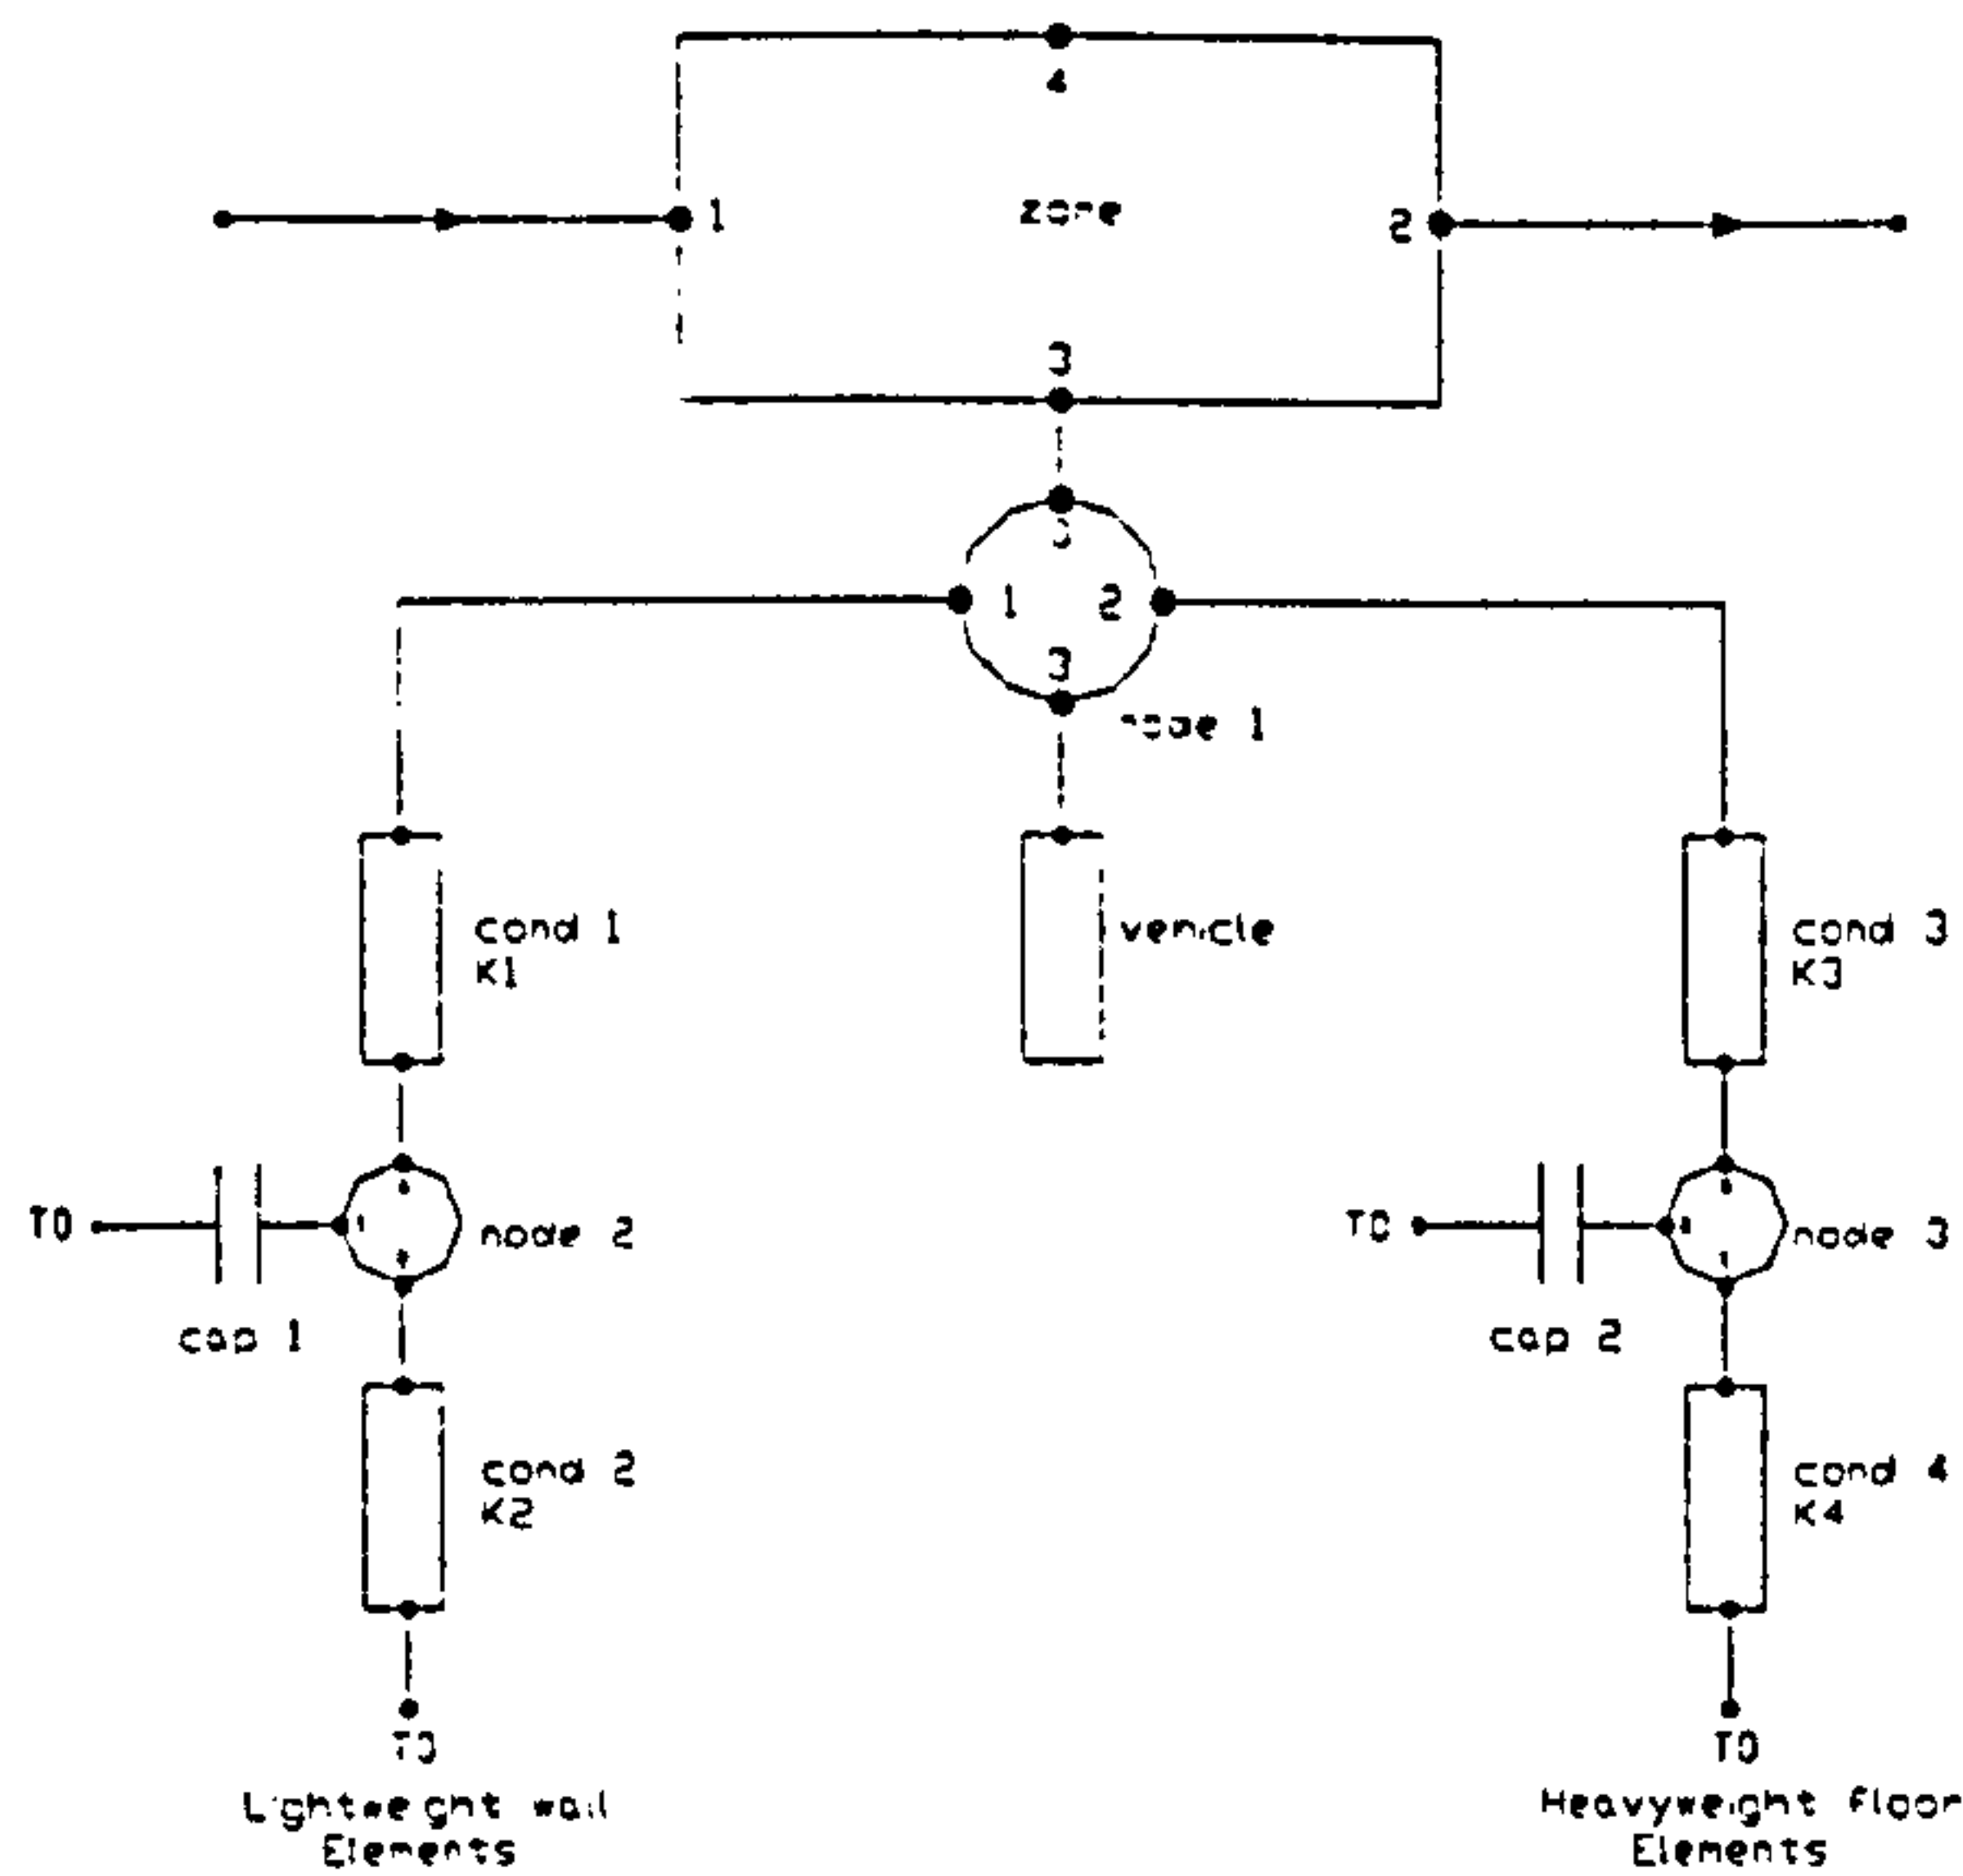 4
1
zone
2
3
3
1
2
3
node 1
cond 1
K1
vehicle
cond 3
K3
T0
node 2
T0
node 3
cap 1
cap 2
cond 2
K2
cond 4
K4
T0
T0
Lightweight wall
Elements
Heavyweight floor
Elements